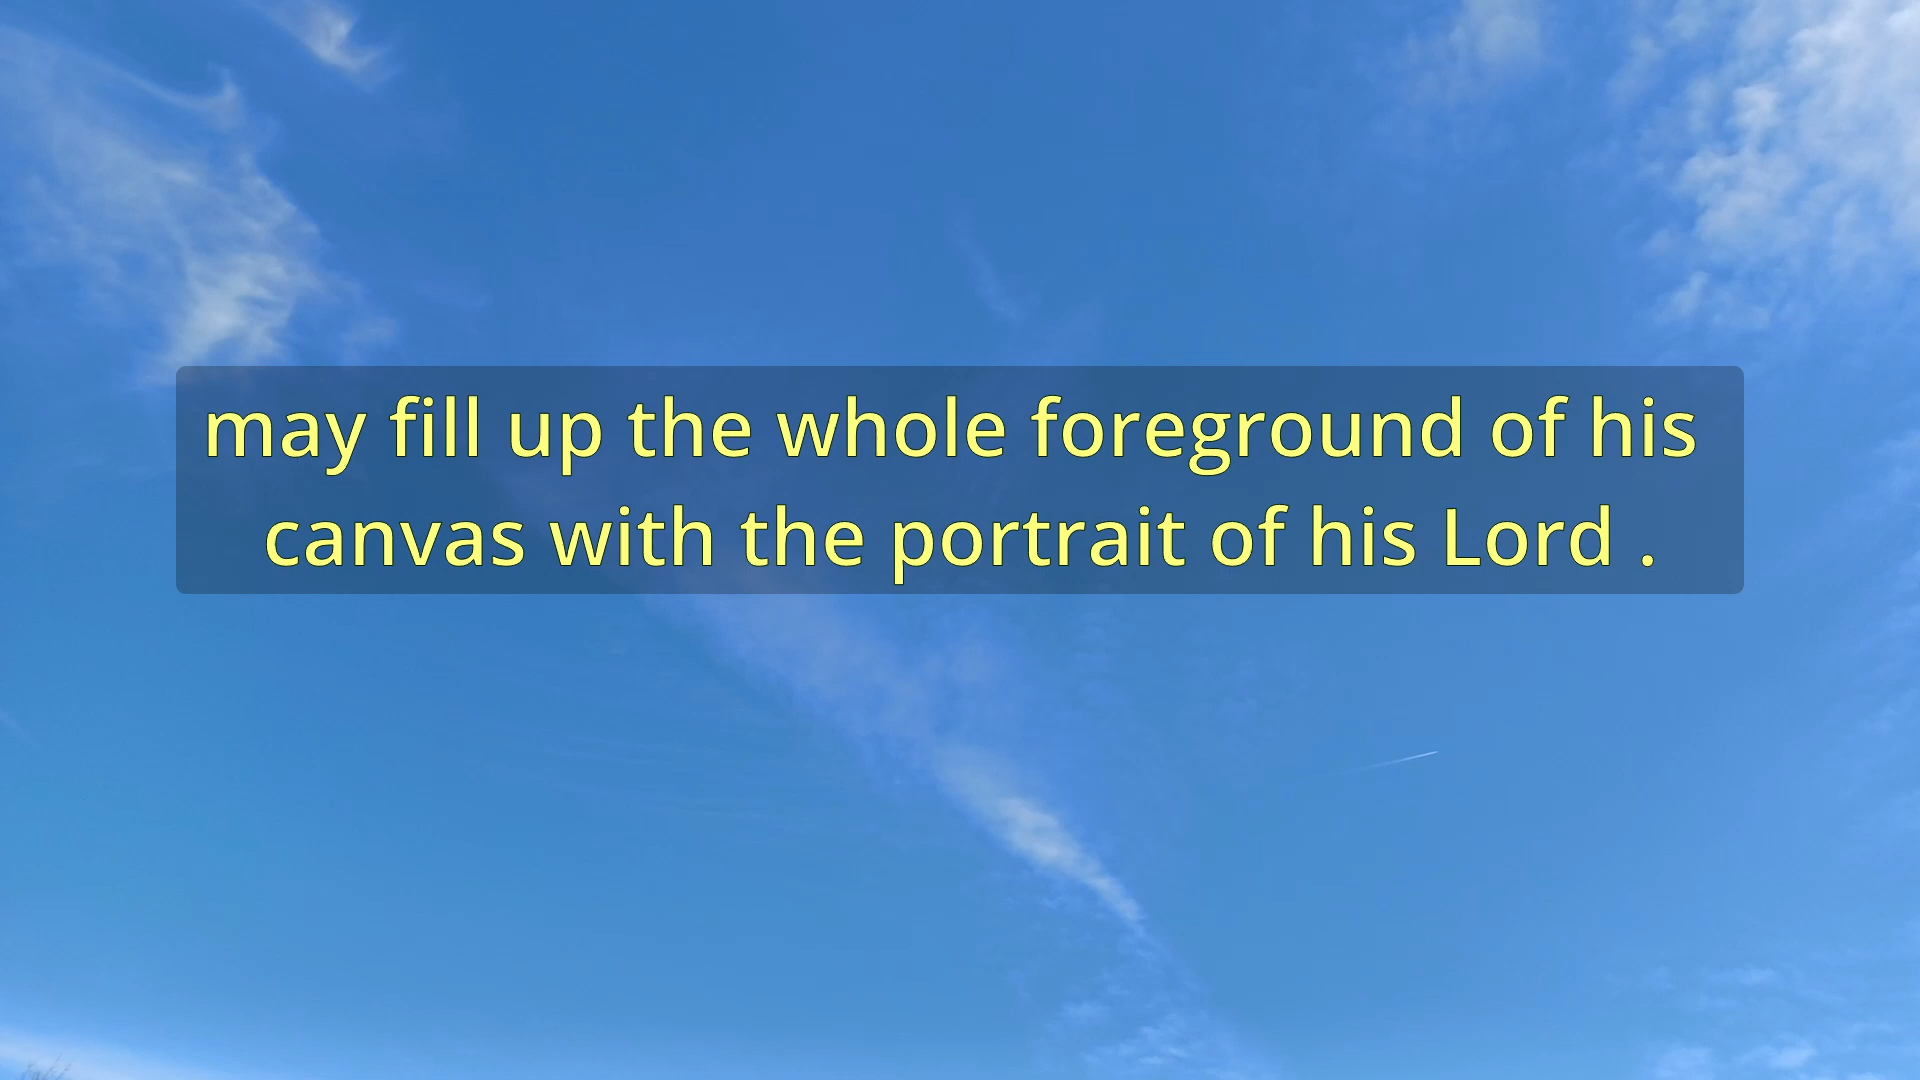 may fill up the whole foreground of his
canvas with the portrait of his Lord .